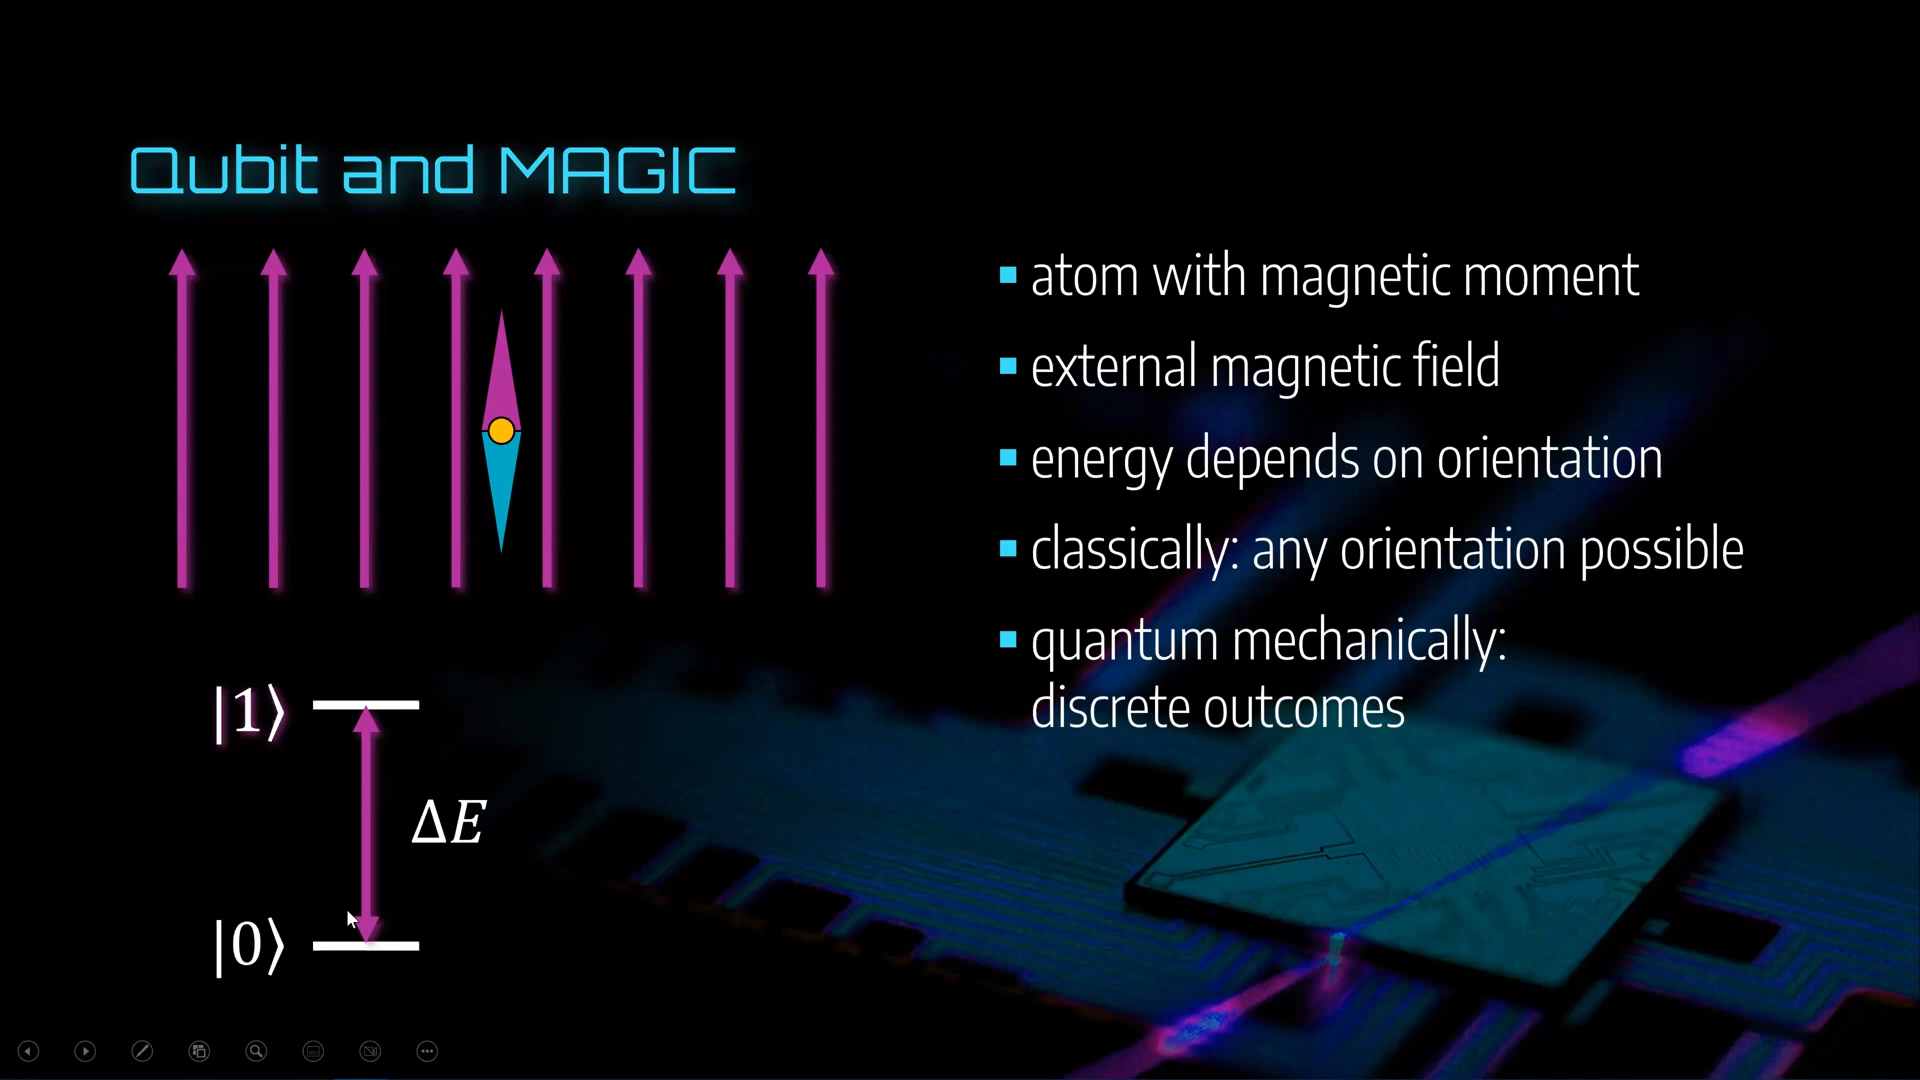 Qubit and MAGIC
atom with magnetic moment
external magnetic field
energy depends on orientation
classically: any orientation possible
quantum mechanically:
discrete outcomes
|1⟩
ΔE
|0⟩